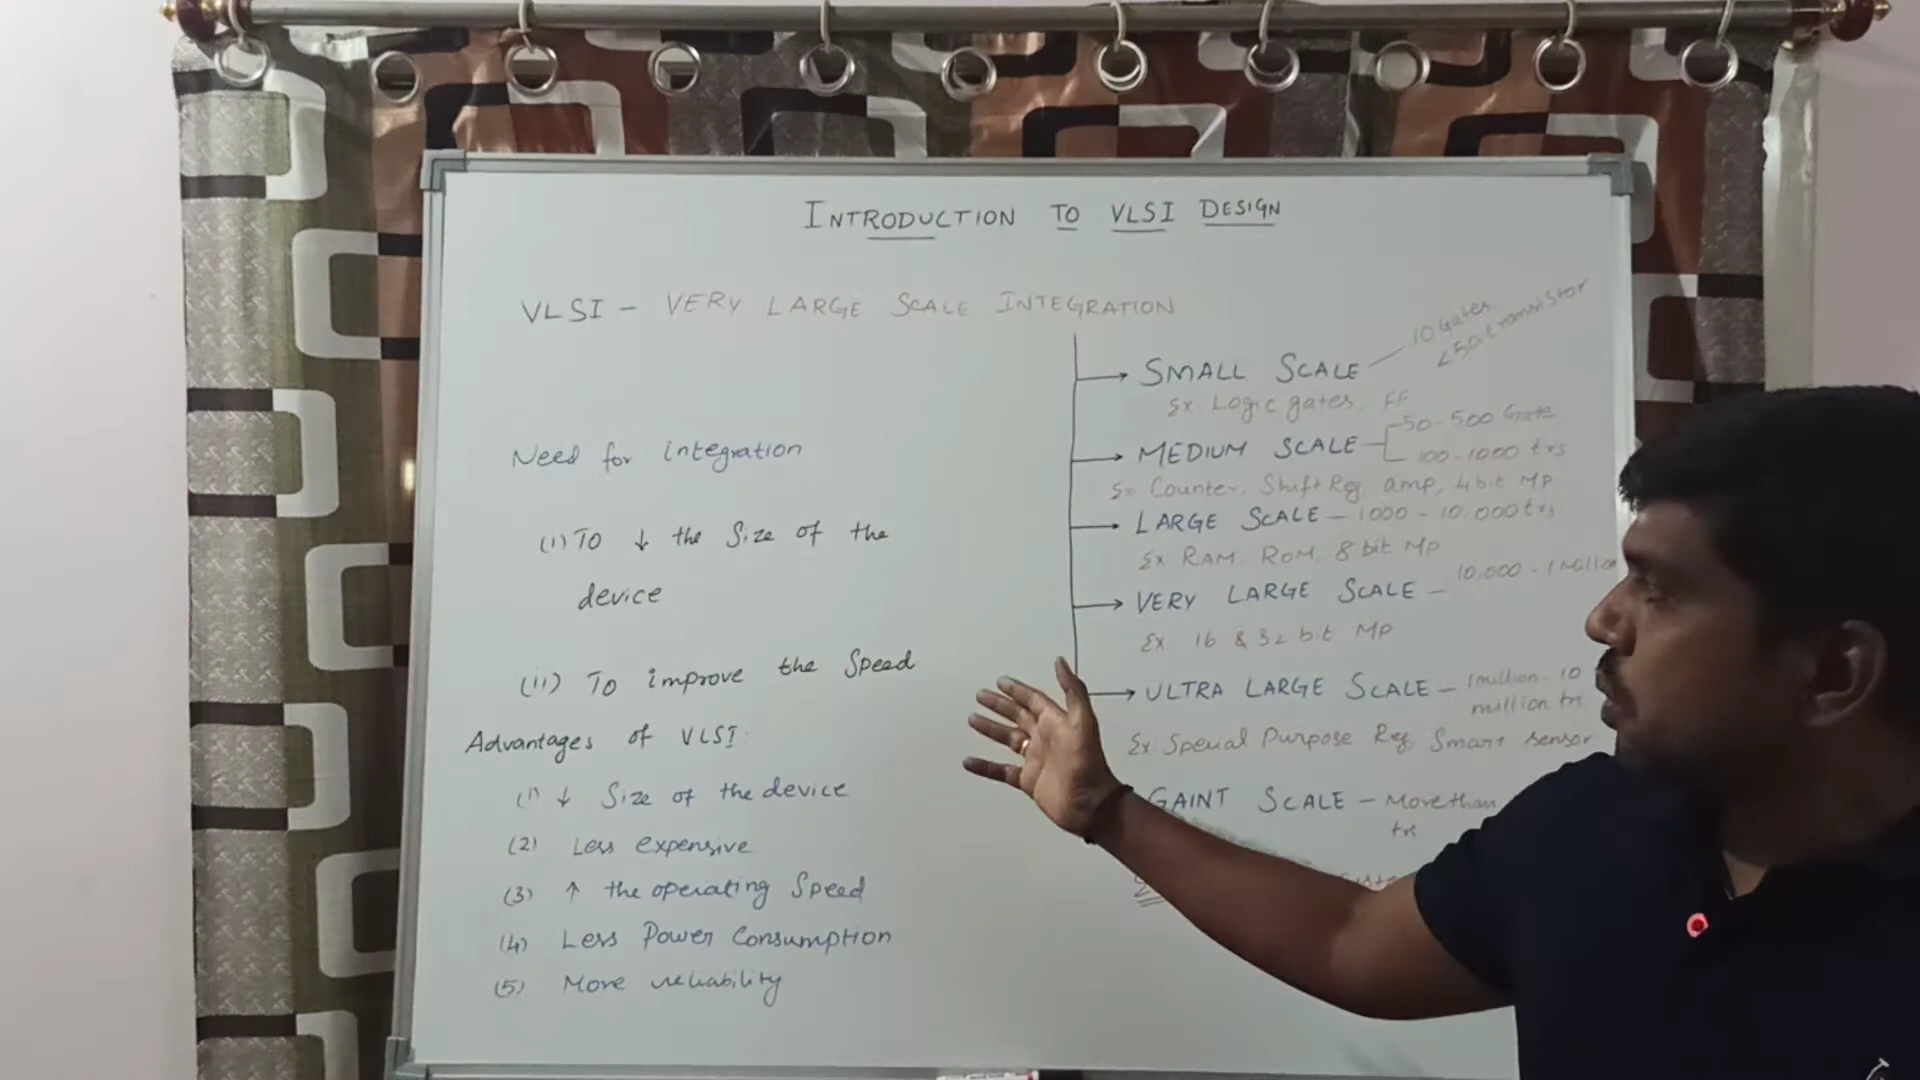 INTRODUCTION TO VLSI DESIGN
VLSI – VERY LARGE SCALE INTEGRATION
Need for integration
(i) To ↓ the Size of the
device
(ii) To improve the Speed
Advantages of VLSI:
(1) ↓ Size of the device
(2) Less expensive
(3) ↑ the operating Speed
(4) Less Power Consumption
(5) More reliability
→ SMALL SCALE — 10 Gates,
<50 transistor
Ex Logic gates, FF
→ MEDIUM SCALE — 50-500 Gate
100-1000 trs
Counter, Shift Reg, amp, 4 bit MP
→ LARGE SCALE – 1000 - 10,000 trs
Ex RAM, ROM, 8 bit MP
→ VERY LARGE SCALE – 10,000 - 1 Million
Ex 16 & 32 bit MP
→ ULTRA LARGE SCALE – 1 million - 10
million trs
Ex Special Purpose Reg, Smart sensor
GAINT SCALE – More than
trs